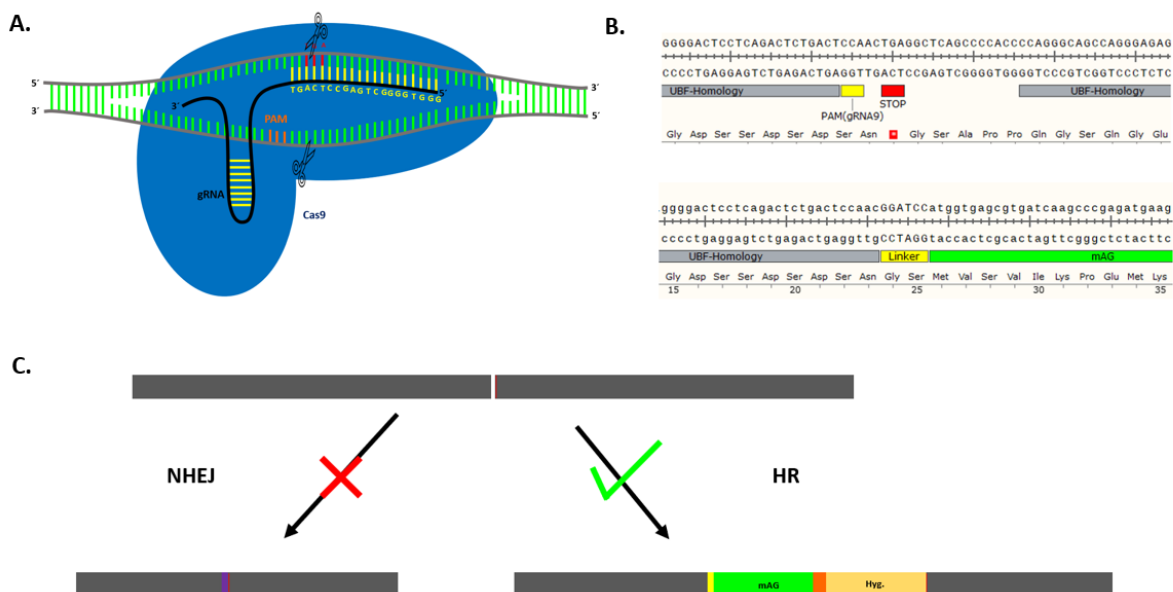 A.
5′
3′
3′
5′
3′
5′
TGACTCCGAGTCGGGGTGGG
PAM
gRNA
Cas9
B.
GGGGACTCCTCAGACTCTGACTCCAACTGAGGCTCAGCCCCACCCCAGGGCAGCCAGGGAGAG
CCCCTGAGGAGTCTGAGACTGAGGTTGACTCCGAGTCGGGGTGGGGTCCCGTCGGTCCCTCTC
UBF-Homology UBF-Homology
STOP
PAM(gRNA9)
Gly Asp Ser Ser Asp Ser Asp Ser Asn * Gly Ser Ala Pro Pro Gln Gly Ser Gln Gly Glu
ggggactcctcagactctgactccaacGGATCCatggtgagcgtgatcaagcccgagatgaag
cccctgaggagtctgagactgaggttgCCTAGGtaccactcgcactagttcgggctctacttc
UBF-Homology Linker mAG
Gly Asp Ser Ser Asp Ser Asp Ser Asn Gly Ser Met Val Ser Val Ile Lys Pro Glu Met Lys
15 20 25 30 35
C.
NHEJ HR
mAG Hyg.